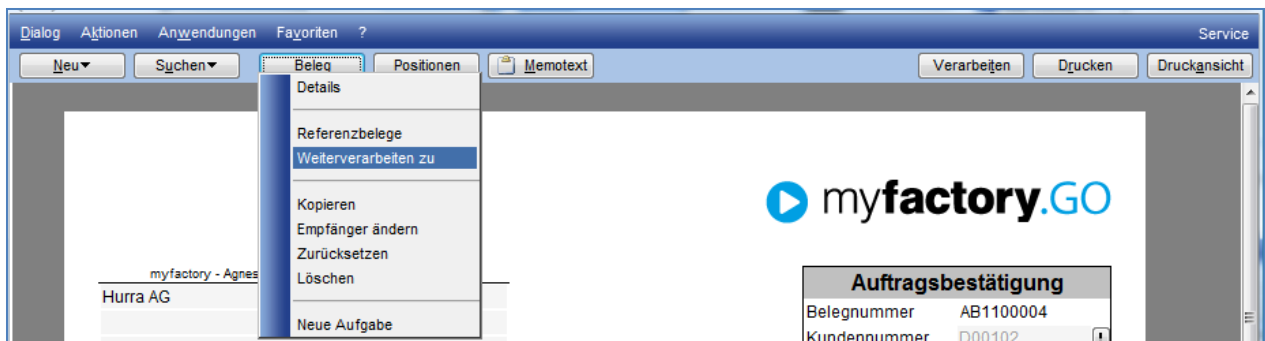 Dialog Aktionen Anwendungen Favoriten ? Service
Neu▾ Suchen▾ Beleg Positionen Memotext Verarbeiten Drucken Druckansicht
Details
Referenzbelege
Weiterverarbeiten zu
Kopieren
Empfänger ändern
Zurücksetzen
Löschen
Neue Aufgabe
myfactory.GO
myfactory - Agnes
Hurra AG
Auftragsbestätigung
Belegnummer AB1100004
Kundennummer D00102 !